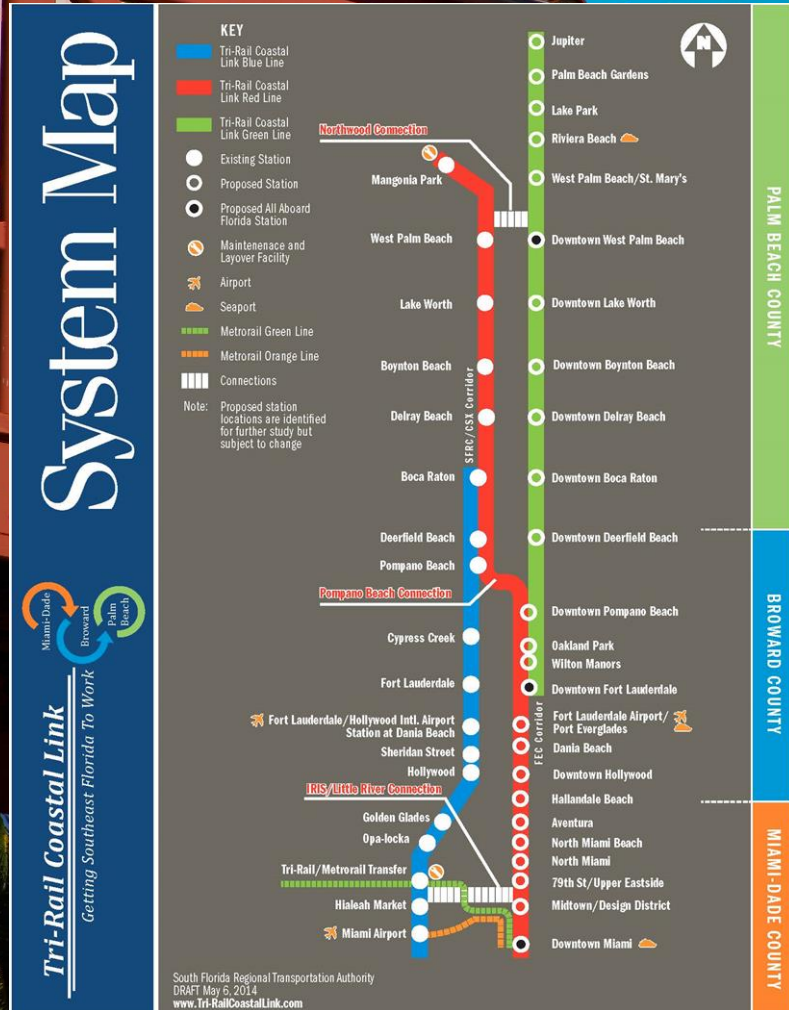 System Map
Miami-Dade
Broward
Palm
Beach
Tri-Rail Coastal Link
Getting Southeast Florida To Work
KEY
Tri-Rail Coastal
Link Blue Line
Tri-Rail Coastal
Link Red Line
Tri-Rail Coastal
Link Green Line
Existing Station
Proposed Station
Proposed All Aboard
Florida Station
Maintenenace and
Layover Facility
Airport
Seaport
Metrorail Green Line
Metrorail Orange Line
Connections
Note: Proposed station
locations are identified
for further study but
subject to change
N
Northwood Connection
Mangonia Park
West Palm Beach
Lake Worth
Boynton Beach
Delray Beach
SFRC/CSX Corridor
Boca Raton
Deerfield Beach
Pompano Beach
Pompano Beach Connection
Cypress Creek
Fort Lauderdale
Fort Lauderdale/Hollywood Intl. Airport
Station at Dania Beach
Sheridan Street
Hollywood
IRIS/Little River Connection
Golden Glades
Opa-locka
Tri-Rail/Metrorail Transfer
Hialeah Market
Miami Airport
Jupiter
Palm Beach Gardens
Lake Park
Riviera Beach
West Palm Beach/St. Mary's
Downtown West Palm Beach
Downtown Lake Worth
Downtown Boynton Beach
Downtown Delray Beach
Downtown Boca Raton
Downtown Deerfield Beach
Downtown Pompano Beach
Oakland Park
Wilton Manors
Downtown Fort Lauderdale
FEC Corridor
Fort Lauderdale Airport/
Port Everglades
Dania Beach
Downtown Hollywood
Hallandale Beach
Aventura
North Miami Beach
North Miami
79th St/Upper Eastside
Midtown/Design District
Downtown Miami
PALM BEACH COUNTY
BROWARD COUNTY
MIAMI-DADE COUNTY
South Florida Regional Transportation Authority
DRAFT May 6, 2014
www.Tri-RailCoastalLink.com